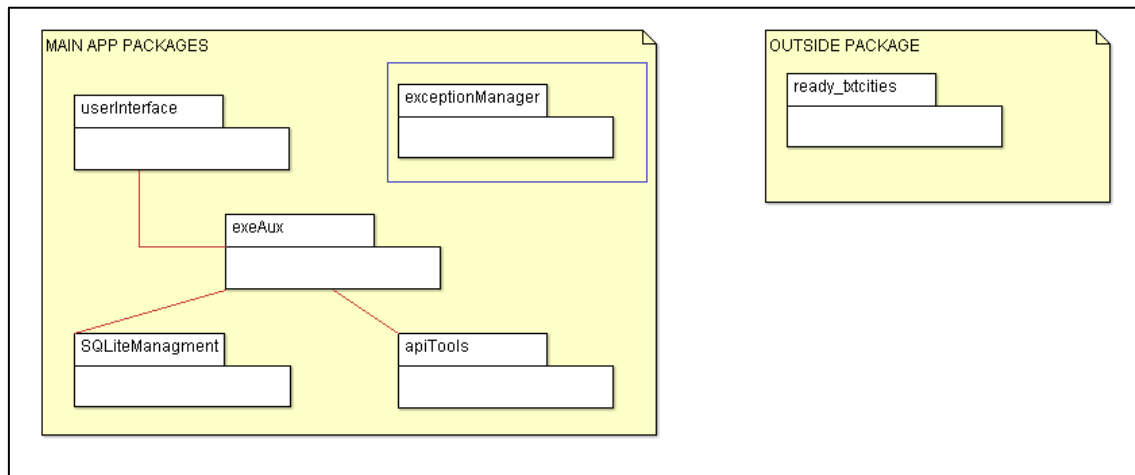 MAIN APP PACKAGES
OUTSIDE PACKAGE
userInterface
exceptionManager
ready_txtcities
exeAux
SQLiteManagment
apiTools